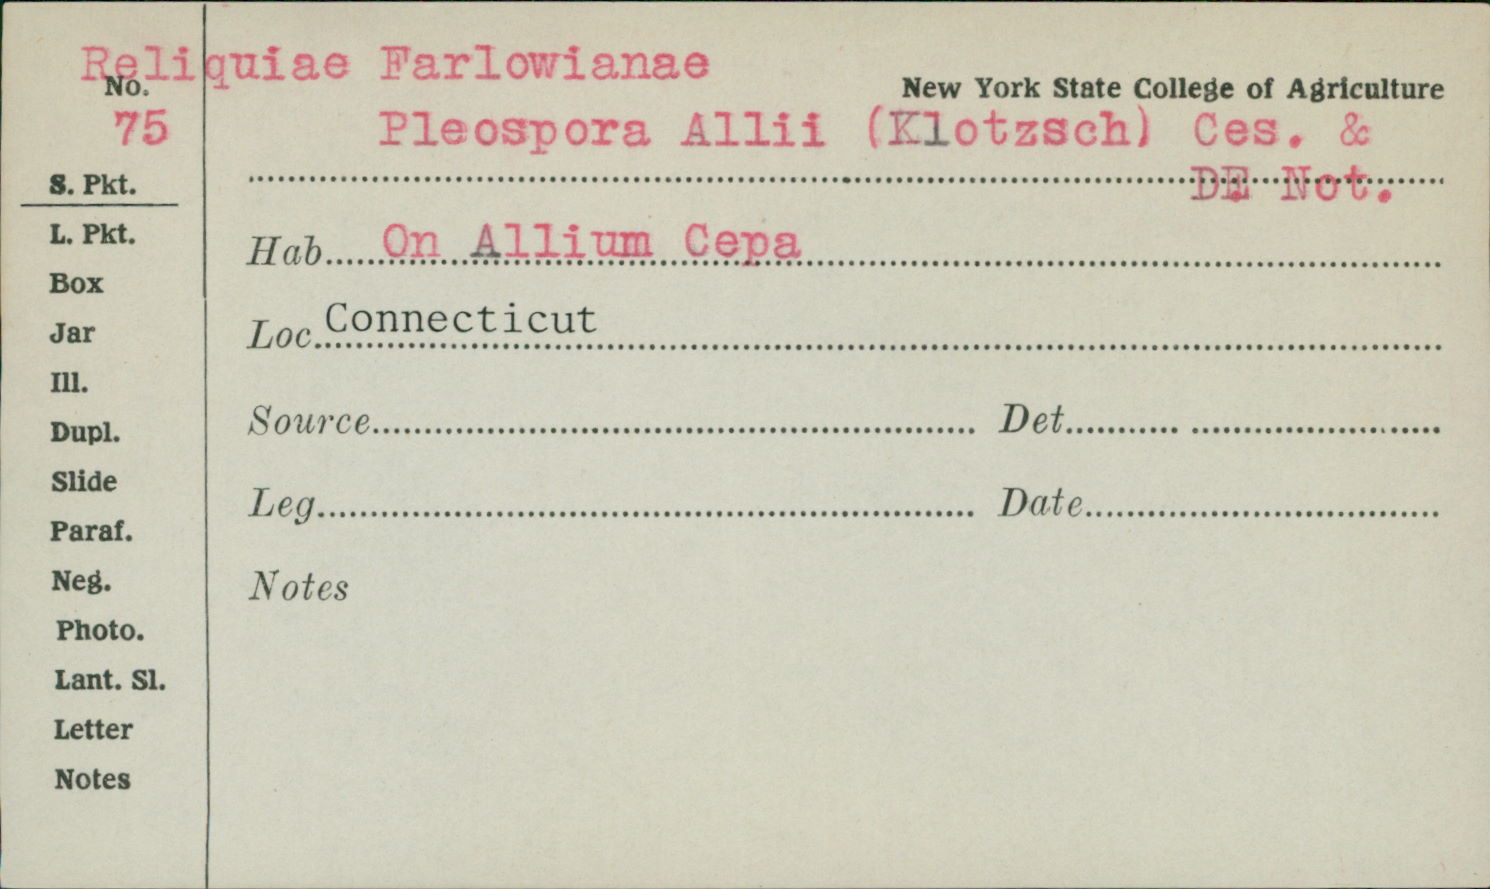 Reliquiae Farlowianae
No.
New York State College of Agriculture
75
Pleospora Allii (Klotzsch) Ces. &
DE Not.
S. Pkt.
L. Pkt.
Hab. On Allium Cepa
Box
Loc. Connecticut
Jar
Ill.
Dupl.
Source
Det.
Slide
Leg.
Date
Paraf.
Neg.
Notes
Photo.
Lant. Sl.
Letter
Notes